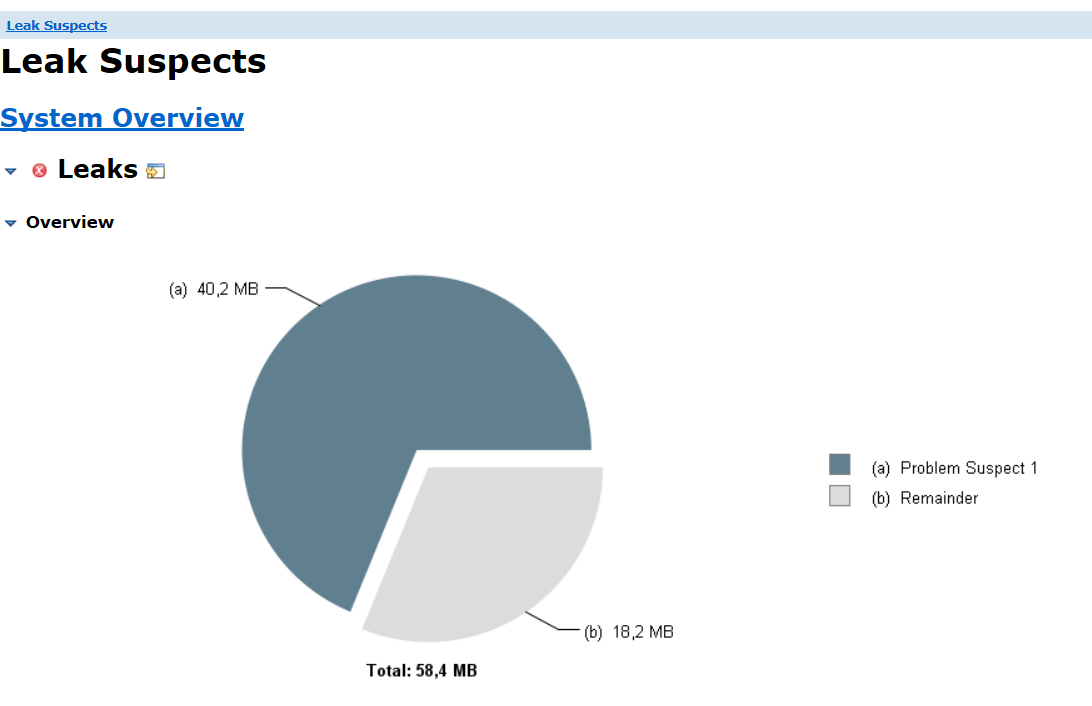 Leak Suspects
Leak Suspects
System Overview
Leaks
Overview
(a) 40,2 MB
(a) Problem Suspect 1
(b) Remainder
(b) 18,2 MB
Total: 58,4 MB